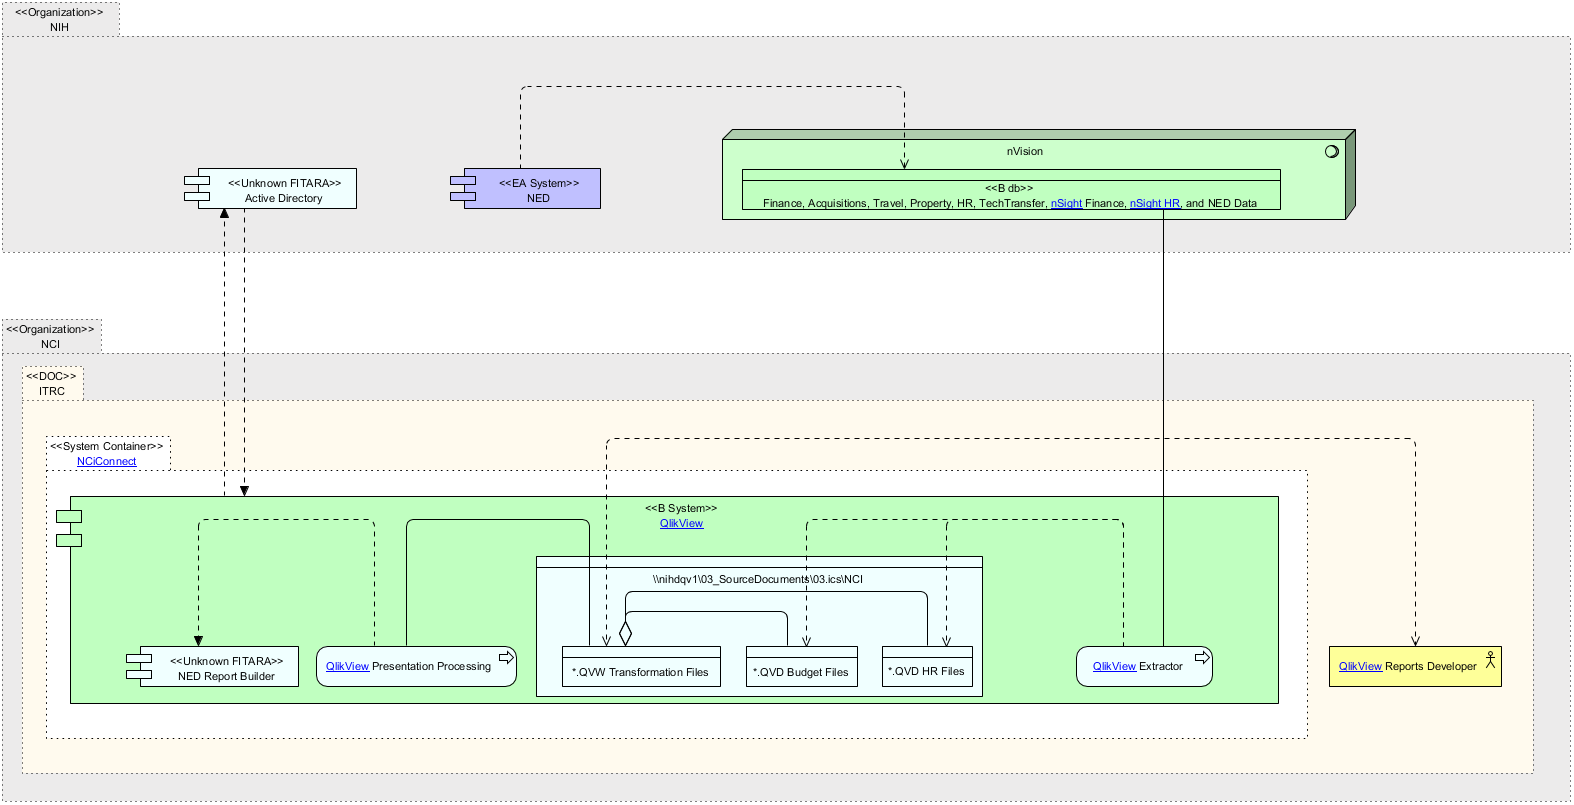 <<Organization>>
NIH
nVision
<<Unknown FITARA>>
Active Directory
<<EA System>>
NED
<<B db>>
Finance, Acquisitions, Travel, Property, HR, TechTransfer, nSight Finance, nSight HR, and NED Data
<<Organization>>
NCI
<<DOC>>
ITRC
<<System Container>>
NCiConnect
<<B System>>
QlikView
\\nihdqv1\03_SourceDocuments\03.ics\NCI
<<Unknown FITARA>>
NED Report Builder
QlikView Presentation Processing
*.QVW Transformation Files
*.QVD Budget Files
*.QVD HR Files
QlikView Extractor
QlikView Reports Developer